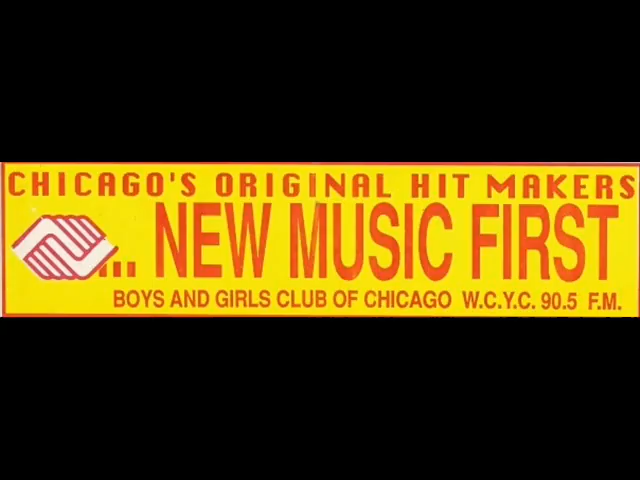 CHICAGO'S ORIGINAL HIT MAKERS
... NEW MUSIC FIRST
BOYS AND GIRLS CLUB OF CHICAGO W.C.Y.C. 90.5 F.M.